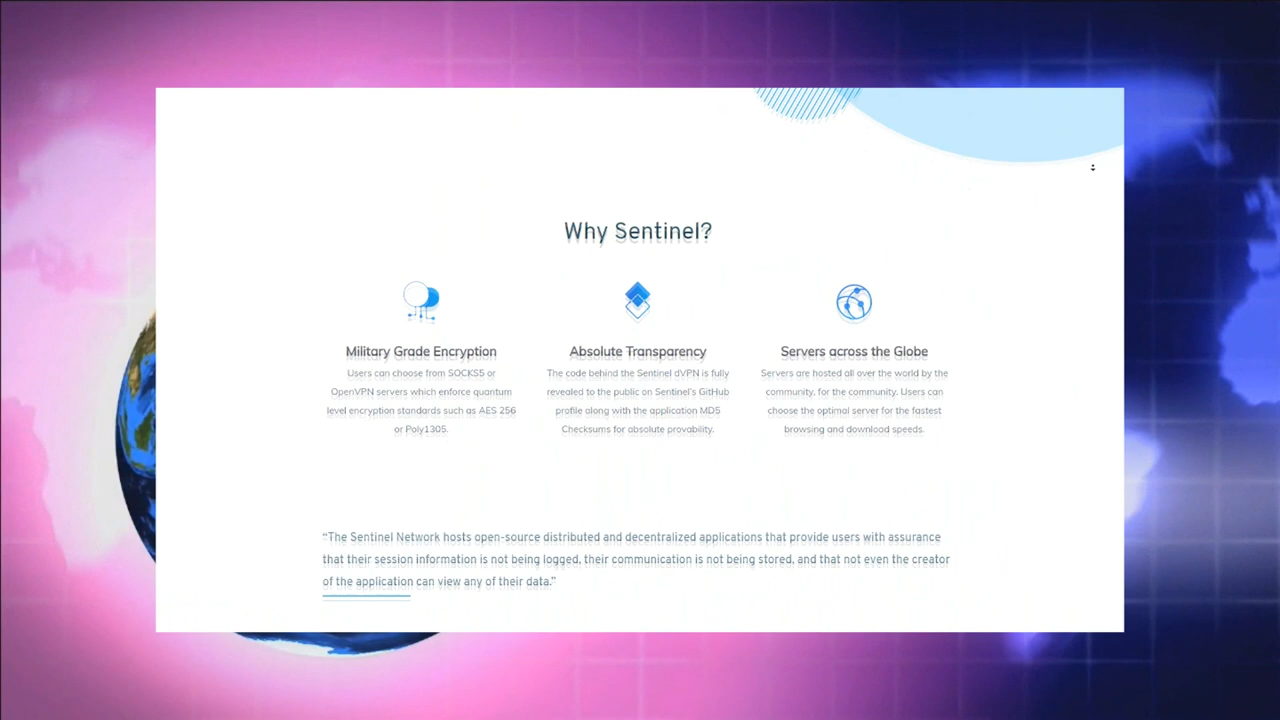 Why Sentinel?
Military Grade Encryption
Users can choose from SOCKS5 or
OpenVPN servers which enforce quantum
level encryption standards such as AES 256
or Poly1305.
Absolute Transparency
The code behind the Sentinel dVPN is fully
revealed to the public on Sentinel's GitHub
profile along with the application MD5
Checksums for absolute provability.
Servers across the Globe
Servers are hosted all over the world by the
community, for the community. Users can
choose the optimal server for the fastest
browsing and download speeds.
“The Sentinel Network hosts open-source distributed and decentralized applications that provide users with assurance
that their session information is not being logged, their communication is not being stored, and that not even the creator
of the application can view any of their data.”